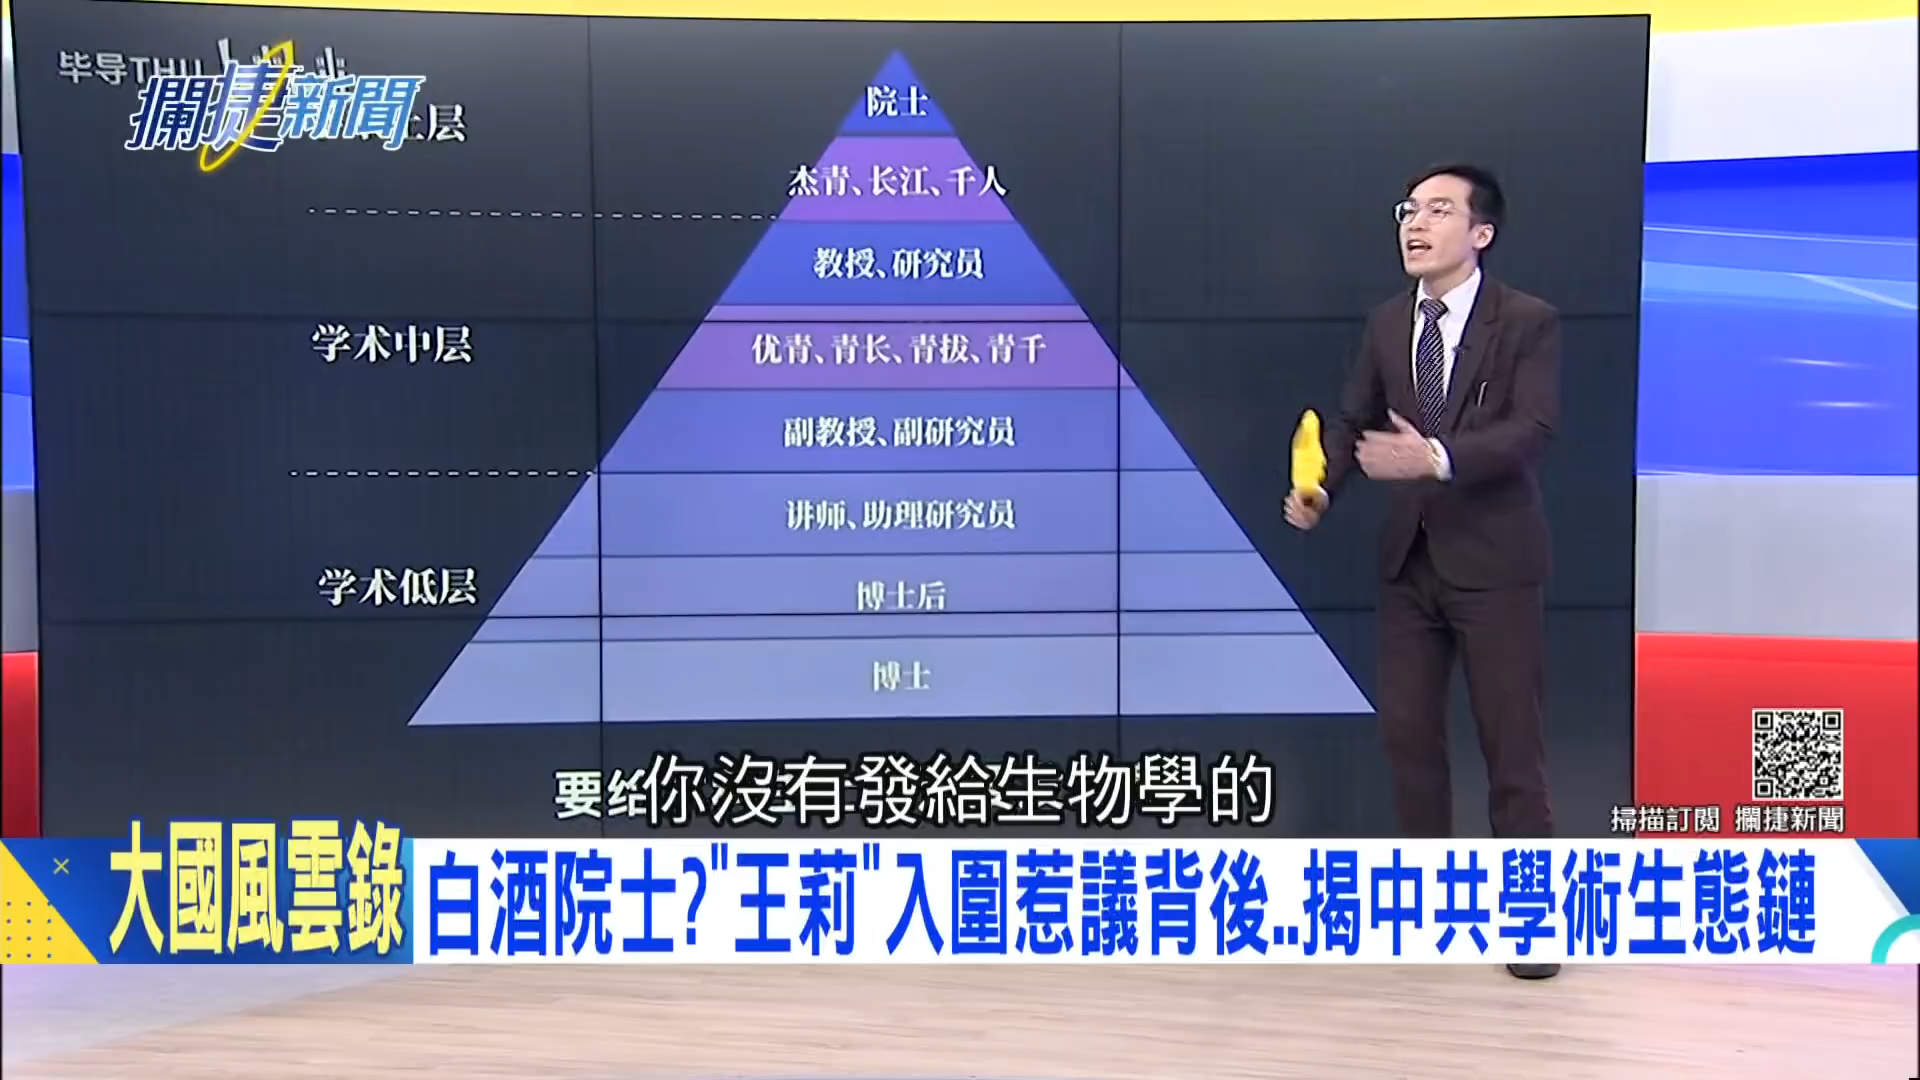 毕导THU
攔捷新聞
上层
院士
杰青、长江、千人
教授、研究员
学术中层
优青、青长、青拔、青千
副教授、副研究员
讲师、助理研究员
学术低层
博士后
博士
要给
你沒有發給生物學的
掃描訂閱 攔捷新聞
大國風雲錄
白酒院士?"王莉"入圍惹議背後..揭中共學術生態鏈